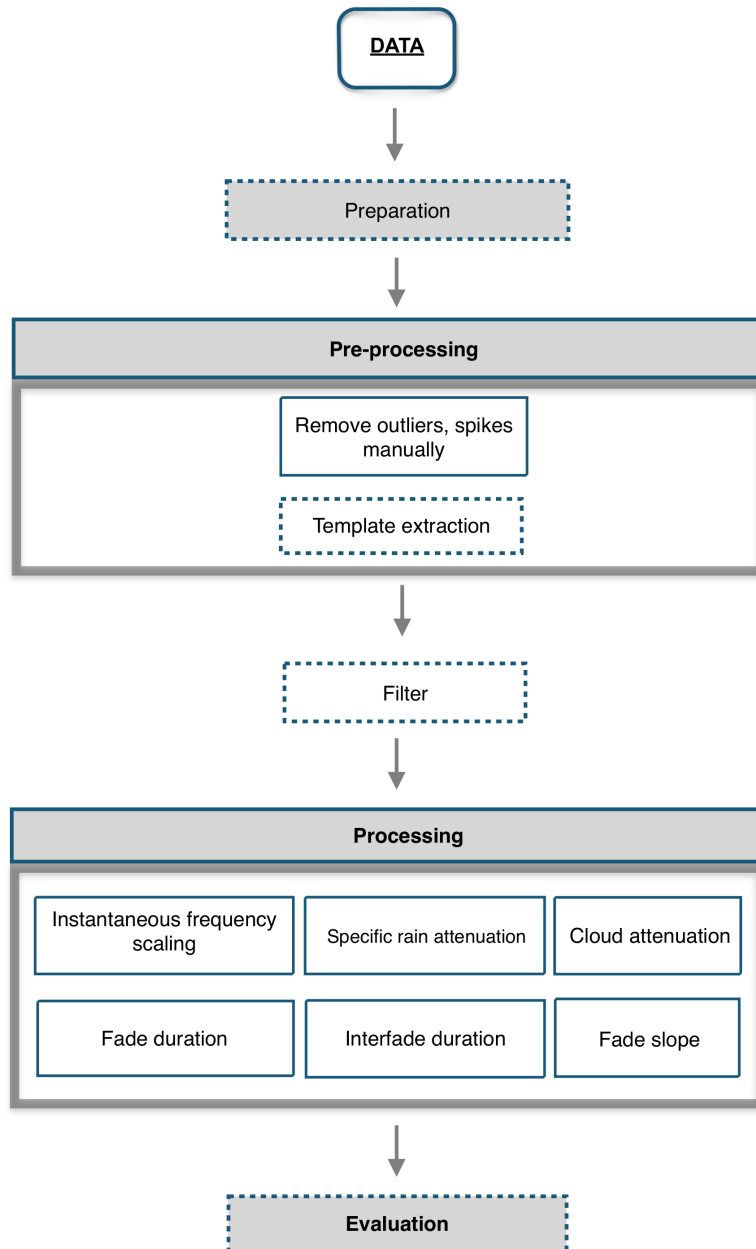 DATA
Preparation
Pre-processing
Remove outliers, spikes
manually
Template extraction
Filter
Processing
Instantaneous frequency
scaling
Specific rain attenuation
Cloud attenuation
Fade duration
Interfade duration
Fade slope
Evaluation